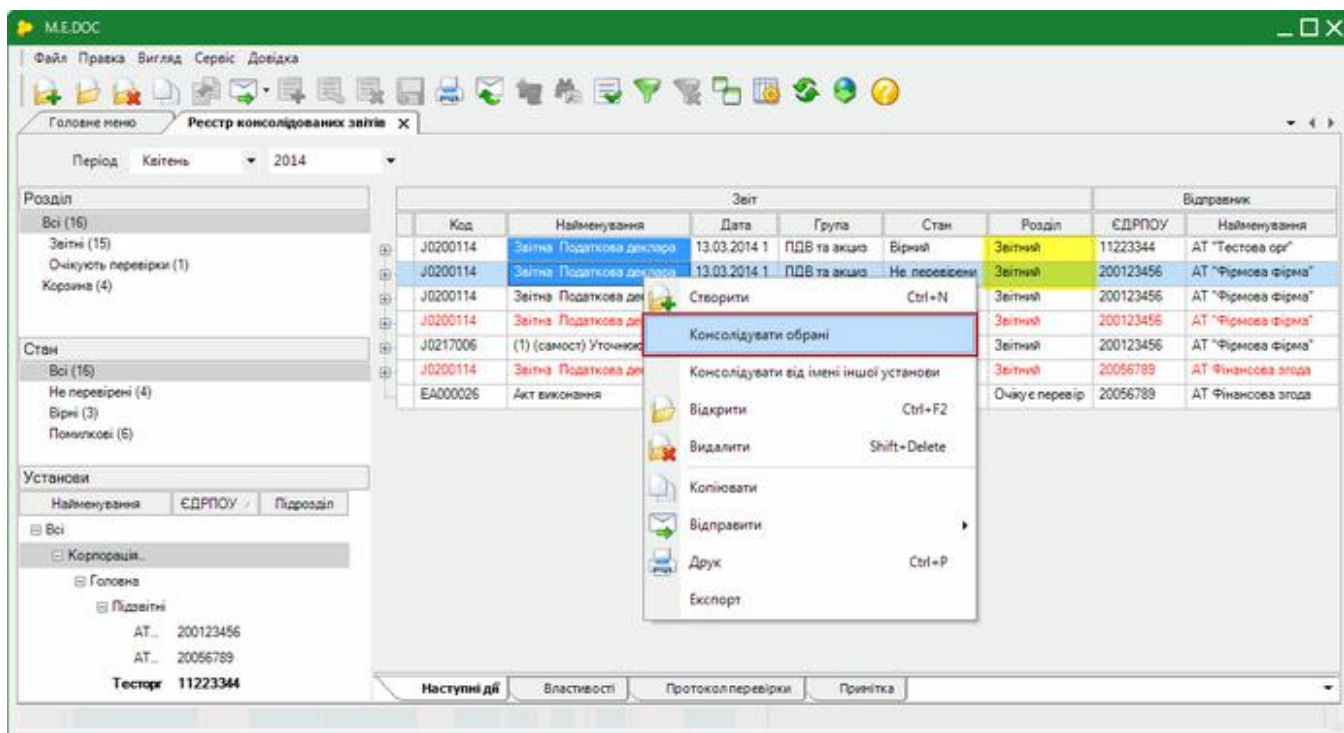 M.E.DOC
Файл Правка Вигляд Сервіс Довідка
Головне меню Реєстр консолідованих звітів
Період Квітень 2014
Розділ
Всі (16)
Звітні (15)
Очікують перевірки (1)
Корзина (4)
Стан
Всі (16)
Не перевірені (4)
Вірні (3)
Помилкові (6)
Установи
Найменування ЄДРПОУ Підрозділ
Всі
Корпорація..
Головна
Підзвітні
АТ... 200123456
АТ... 20056789
Тесторг 11223344
Звіт Відправник
Код Найменування Дата Група Стан Розділ ЄДРПОУ Найменування
J0200114 Звітна Податкова деклара 13.03.2014 1 ПДВ та акциз Вірний Звітний 11223344 АТ "Тестова орг"
J0200114 Звітна Податкова деклара 13.03.2014 1 ПДВ та акциз Не перевірени Звітний 200123456 АТ "Фірмова фірма"
J0200114 Звітна Податкова де Звітний 200123456 АТ "Фірмова фірма"
J0200114 Звітна Податкова де Звітний 200123456 АТ "Фірмова фірма"
J0217006 (1) (самост) Уточнюю Звітний 200123456 АТ "Фірмова фірма"
J0200114 Звітна Податкова де Звітний 20056789 АТ Фінансова згода
EA000026 Акт виконання Очікує перевір 20056789 АТ Фінансова згода
Створити Ctrl+N
Консолідувати обрані
Консолідувати від імені іншої установи
Відкрити Ctrl+F2
Видалити Shift+Delete
Копіювати
Відправити
Друк Ctrl+P
Експорт
Наступні дії Властивості Протокол перевірки Примітка